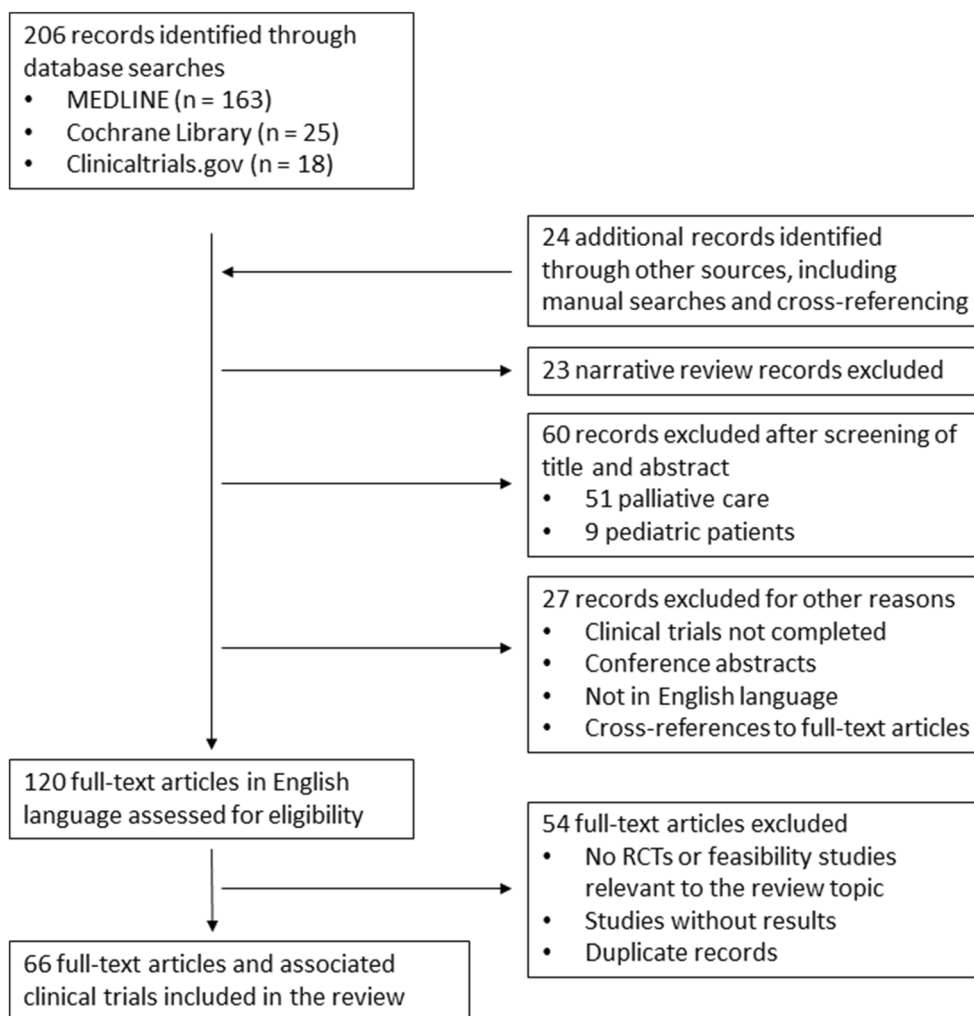 206 records identified through
database searches
• MEDLINE (n = 163)
• Cochrane Library (n = 25)
• Clinicaltrials.gov (n = 18)
24 additional records identified
through other sources, including
manual searches and cross-referencing
23 narrative review records excluded
60 records excluded after screening of
title and abstract
• 51 palliative care
• 9 pediatric patients
27 records excluded for other reasons
• Clinical trials not completed
• Conference abstracts
• Not in English language
• Cross-references to full-text articles
120 full-text articles in English
language assessed for eligibility
54 full-text articles excluded
• No RCTs or feasibility studies
relevant to the review topic
• Studies without results
• Duplicate records
66 full-text articles and associated
clinical trials included in the review